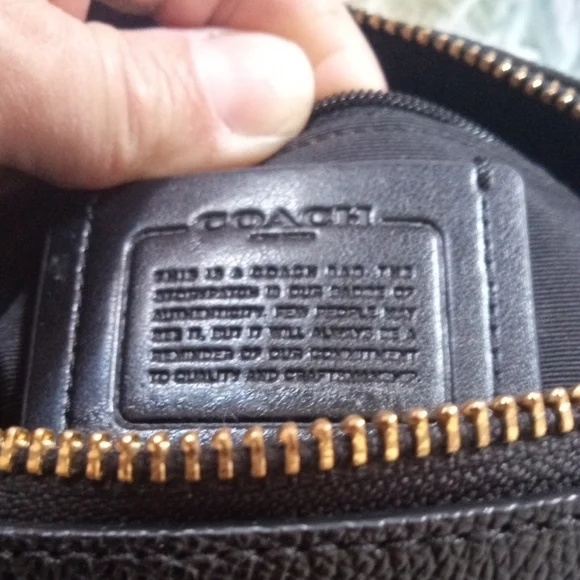 COACH
THIS IS A COACH BAG. THE
STORYPATCH IS OUR BADGE OF
AUTHENTICITY. FEW PEOPLE MAY
SEE IT, BUT IT WILL ALWAYS BE A
REMINDER OF OUR COMMITMENT
TO QUALITY AND CRAFTSMANSHIP.